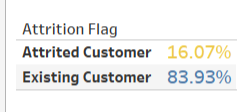 Attrition Flag
Attrited Customer 16.07%
Existing Customer 83.93%